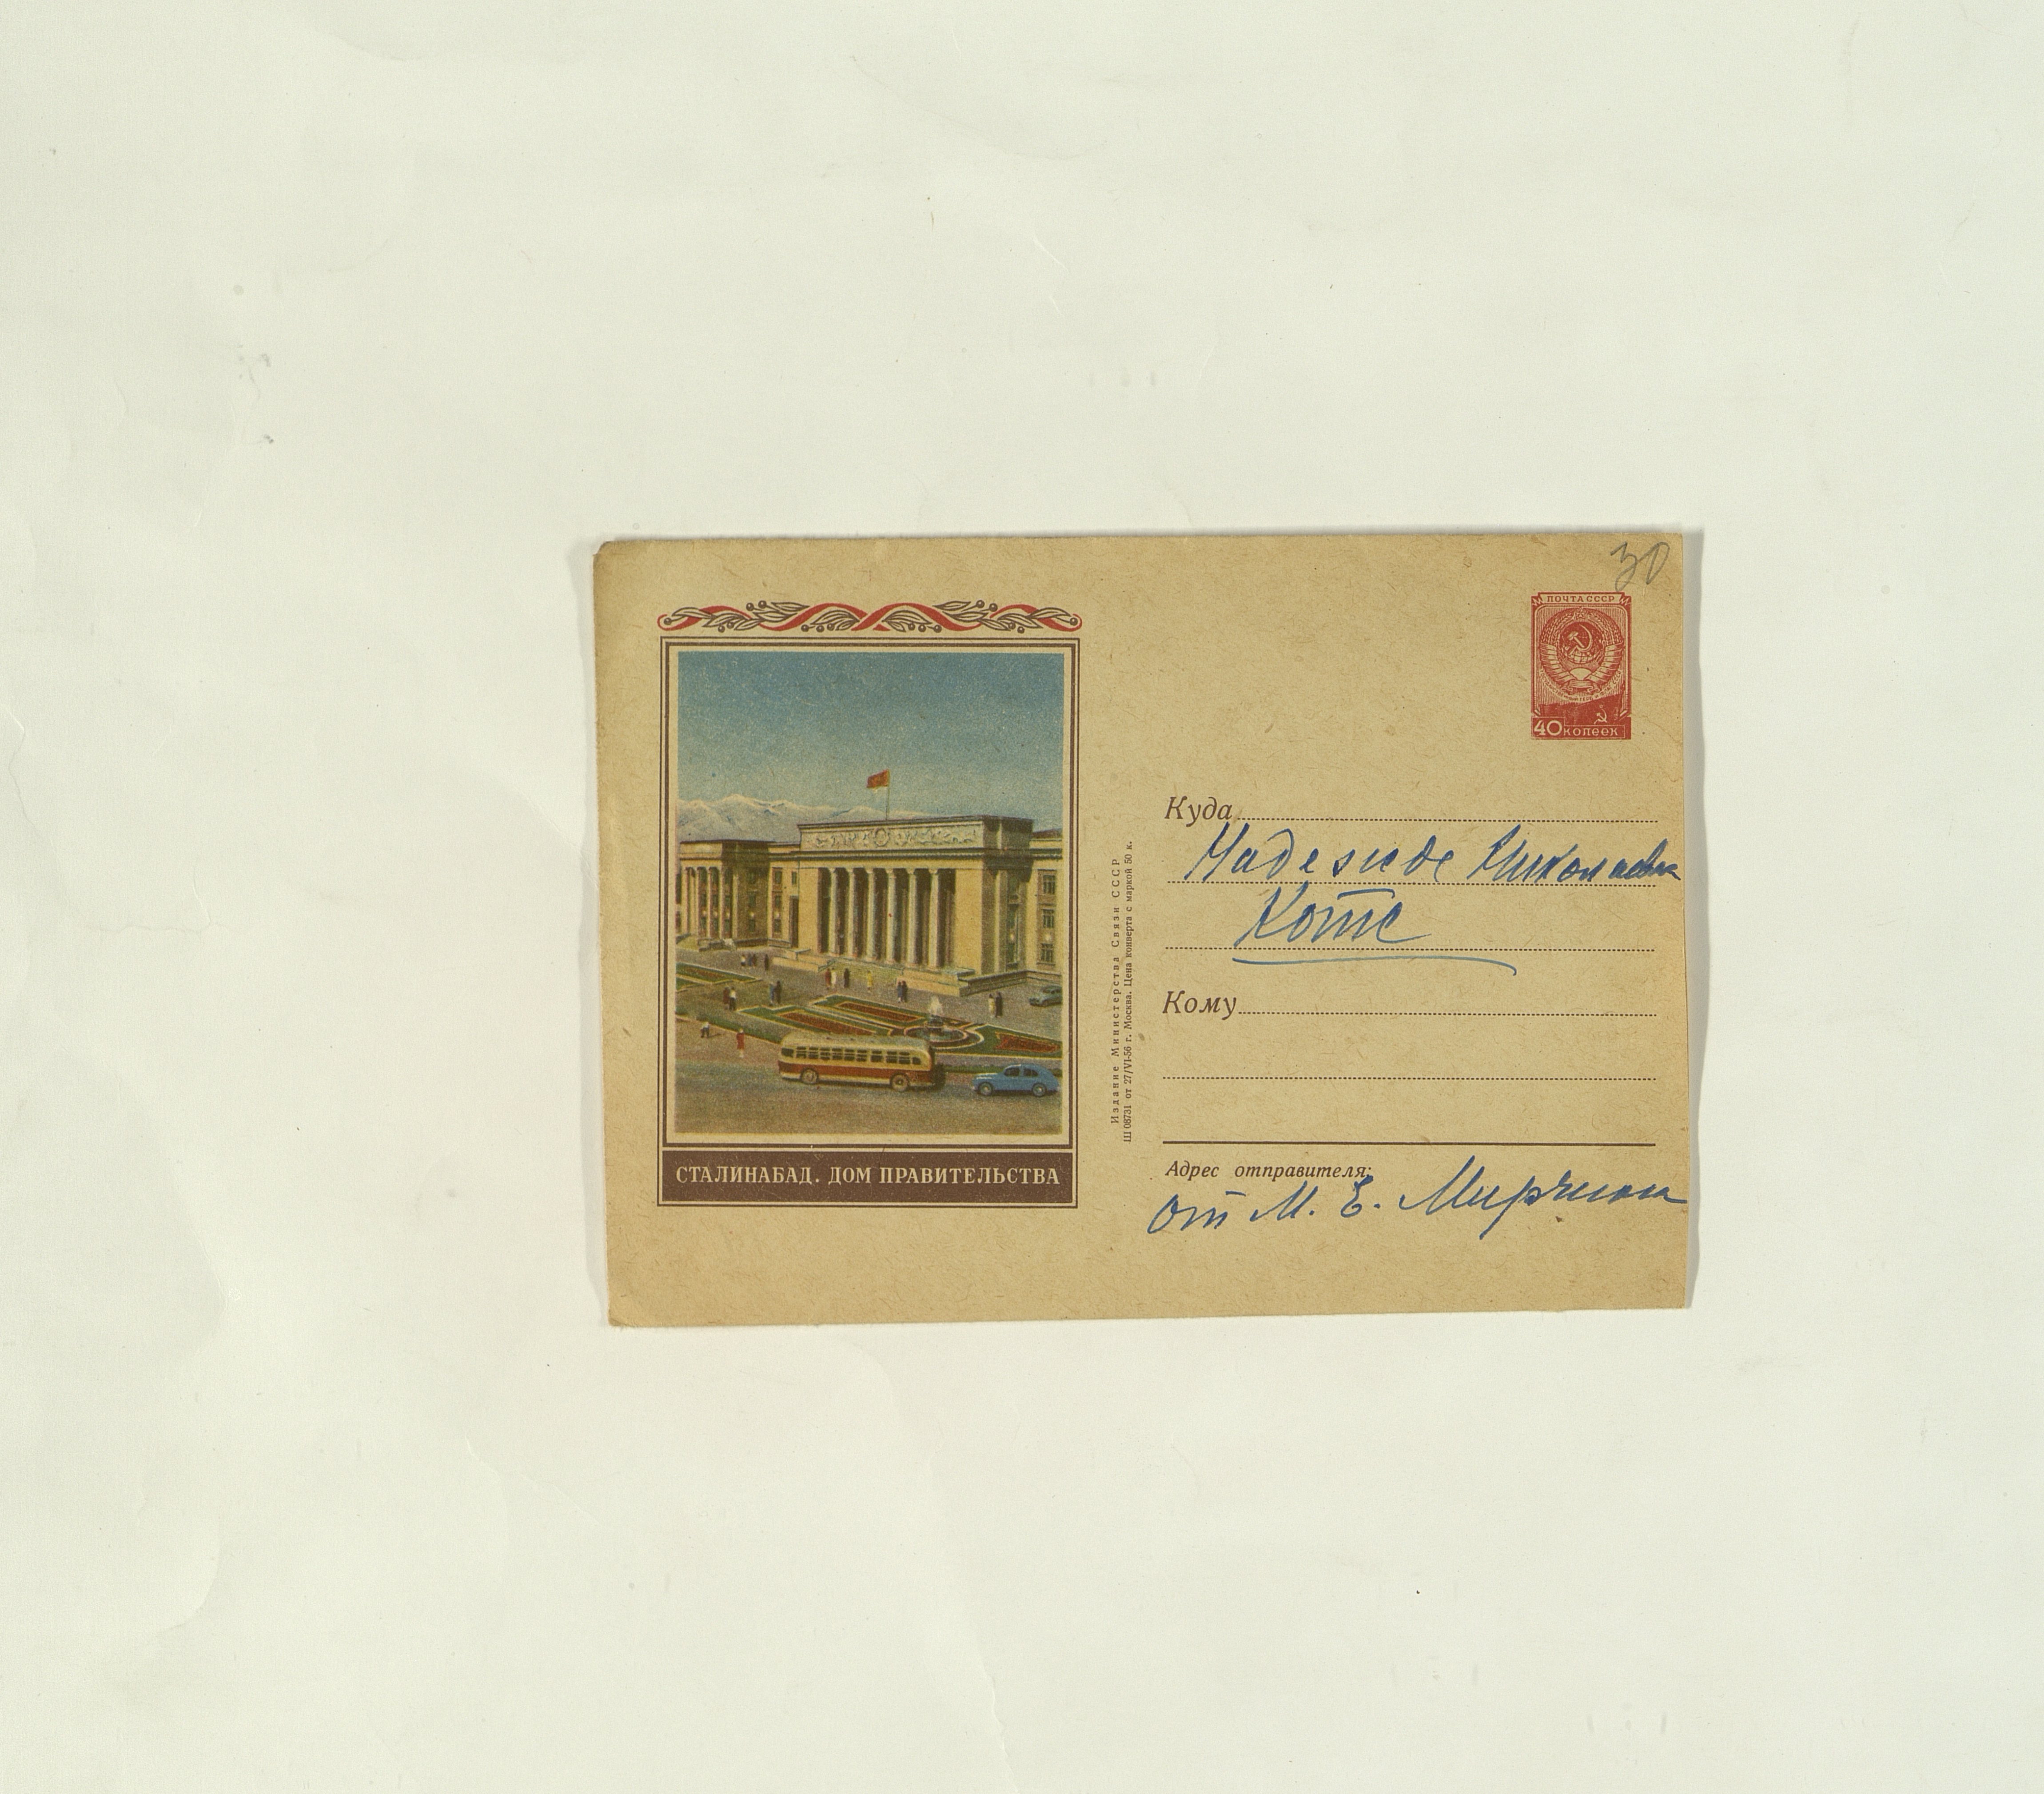 30
ПОЧТА СССР
40 копеек
Куда
Надежде Николаевне
Котс
Кому
Адрес отправителя:
от М. Е. Мирчинка
Издание Министерства Связи СССР
Ш 08731 от 27/VI-56 г. Москва. Цена конверта с маркой 50 к.
СТАЛИНАБАД. ДОМ ПРАВИТЕЛЬСТВА